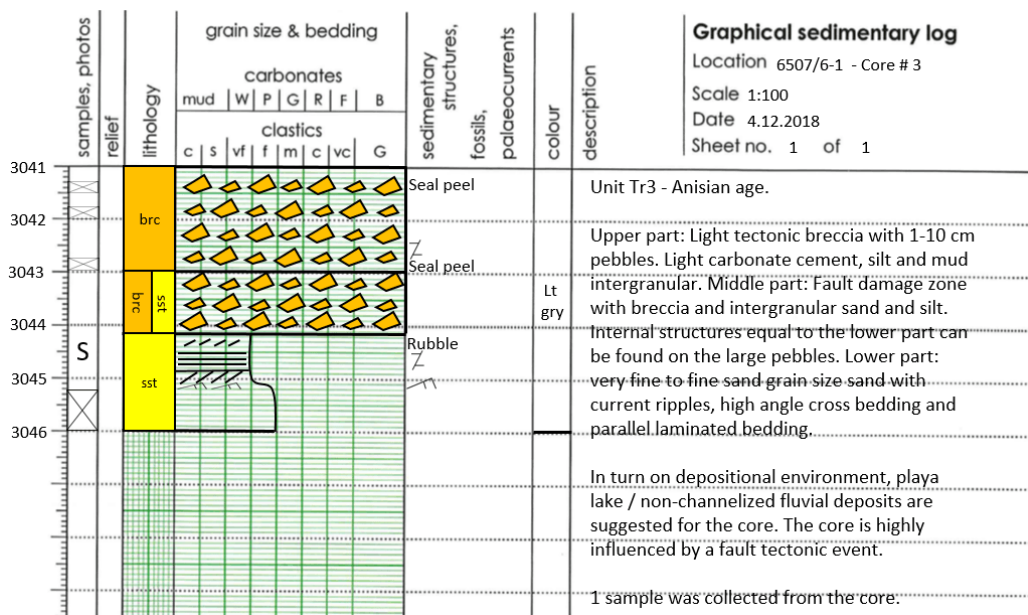 samples, photos
relief
lithology
grain size & bedding
carbonates
mud W P G R F B
clastics
c s vf f m c vc G
sedimentary structures,
fossils,
palaeocurrents
colour
description
Graphical sedimentary log
Location 6507/6-1 - Core # 3
Scale 1:100
Date 4.12.2018
Sheet no. 1 of 1
3041
3042
3043
3044
3045
3046
S
brc
brc
sst
sst
Seal peel
Seal peel
Rubble
Lt
gry
Unit Tr3 - Anisian age.
Upper part: Light tectonic breccia with 1-10 cm
pebbles. Light carbonate cement, silt and mud
intergranular. Middle part: Fault damage zone
with breccia and intergranular sand and silt.
Internal structures equal to the lower part can
be found on the large pebbles. Lower part:
very fine to fine sand grain size sand with
current ripples, high angle cross bedding and
parallel laminated bedding.
In turn on depositional environment, playa
lake / non-channelized fluvial deposits are
suggested for the core. The core is highly
influenced by a fault tectonic event.
1 sample was collected from the core.